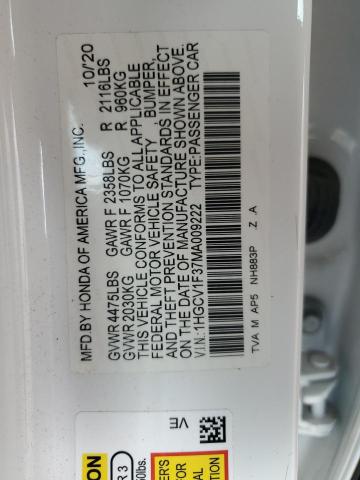 MFD.BY HONDA OF AMERICA MFG.,INC. 10/'20
GVWR 4475LBS GAWR F 2358LBS R 2116LBS
GVWR 2030KG GAWR F 1070KG R 960KG
THIS VEHICLE CONFORMS TO ALL APPLICABLE
FEDERAL MOTOR VEHICLE SAFETY, BUMPER,
AND THEFT PREVENTION STANDARDS IN EFFECT
ON THE DATE OF MANUFACTURE SHOWN ABOVE.
V.I.N.:1HGCV1F37MA009222 TYPE:PASSENGER CAR
TVA M AP5 NH883P Z .A
VE